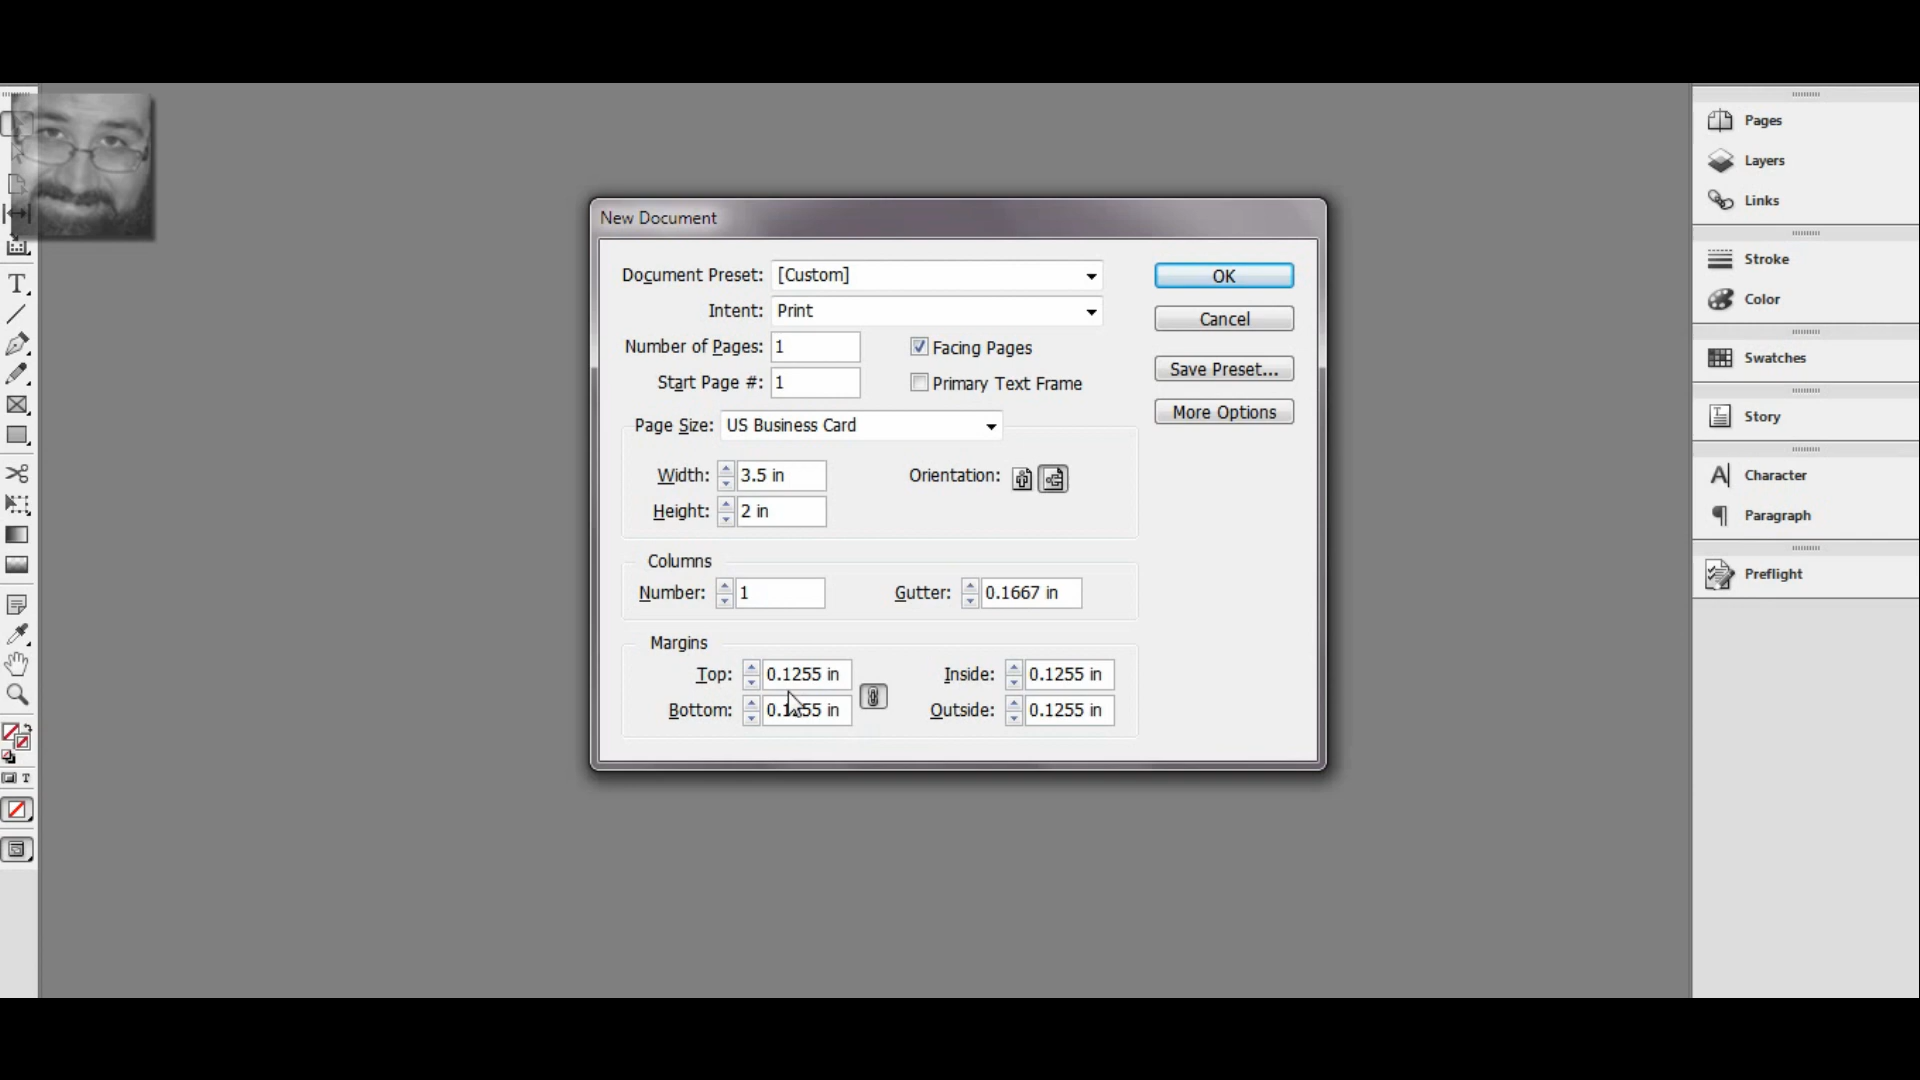 New Document
Document Preset: [Custom]
OK
Intent: Print
Cancel
Number of Pages: 1
Facing Pages
Start Page #: 1
Primary Text Frame
Save Preset...
More Options
Page Size: US Business Card
Width: 3.5 in
Orientation:
Height: 2 in
Columns
Number: 1
Gutter: 0.1667 in
Margins
Top: 0.1255 in
Inside: 0.1255 in
Bottom: 0.1255 in
Outside: 0.1255 in
Pages
Layers
Links
Stroke
Color
Swatches
Story
Character
Paragraph
Preflight